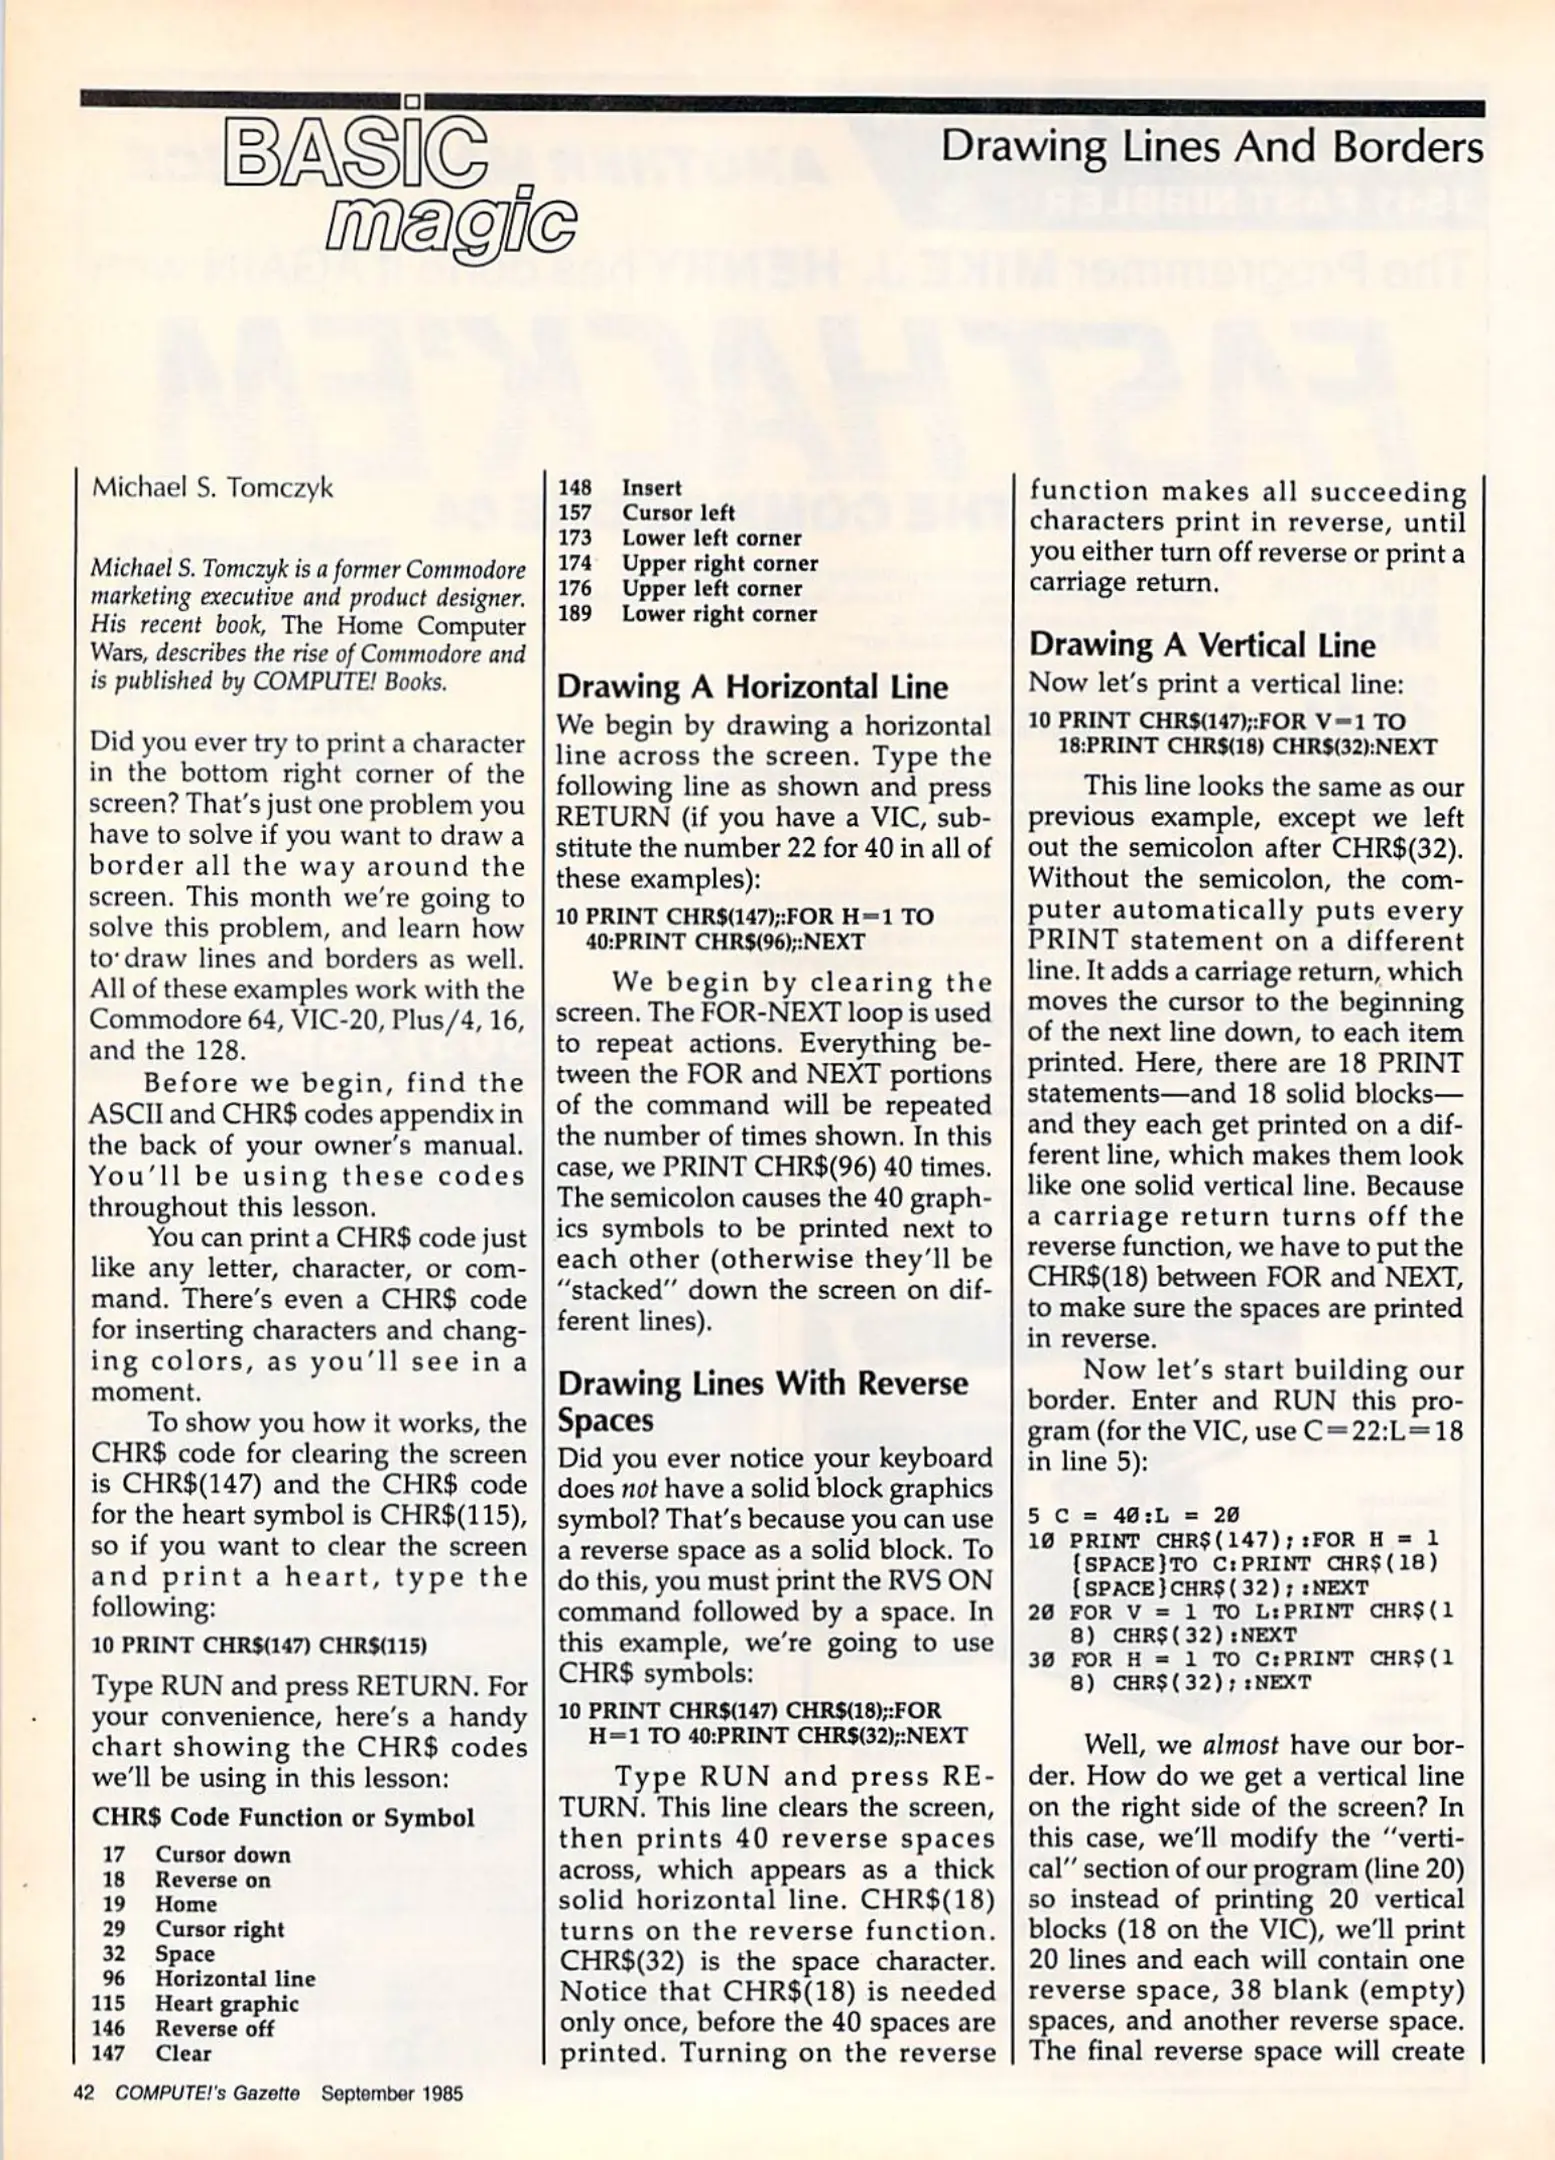 BASIC
magic
Drawing Lines And Borders
Michael S. Tomczyk
Michael S. Tomczyk is a former Commodore
marketing executive and product designer.
His recent book, The Home Computer
Wars, describes the rise of Commodore and
is published by COMPUTE! Books.
Did you ever try to print a character
in the bottom right corner of the
screen? That's just one problem you
have to solve if you want to draw a
border all the way around the
screen. This month we're going to
solve this problem, and learn how
to draw lines and borders as well.
All of these examples work with the
Commodore 64, VIC-20, Plus/4, 16,
and the 128.
Before we begin, find the
ASCII and CHR$ codes appendix in
the back of your owner's manual.
You'll be using these codes
throughout this lesson.
You can print a CHR$ code just
like any letter, character, or com-
mand. There's even a CHR$ code
for inserting characters and chang-
ing colors, as you'll see in a
moment.
To show you how it works, the
CHR$ code for clearing the screen
is CHR$(147) and the CHR$ code
for the heart symbol is CHR$(115),
so if you want to clear the screen
and print a heart, type the
following:
10 PRINT CHR$(147) CHR$(115)
Type RUN and press RETURN. For
your convenience, here's a handy
chart showing the CHR$ codes
we'll be using in this lesson:
CHR$ Code Function or Symbol
17 Cursor down
18 Reverse on
19 Home
29 Cursor right
32 Space
96 Horizontal line
115 Heart graphic
146 Reverse off
147 Clear
148 Insert
157 Cursor left
173 Lower left corner
174 Upper right corner
176 Upper left corner
189 Lower right corner
Drawing A Horizontal Line
We begin by drawing a horizontal
line across the screen. Type the
following line as shown and press
RETURN (if you have a VIC, sub-
stitute the number 22 for 40 in all of
these examples):
10 PRINT CHR$(147);:FOR H=1 TO
40:PRINT CHR$(96);:NEXT
We begin by clearing the
screen. The FOR-NEXT loop is used
to repeat actions. Everything be-
tween the FOR and NEXT portions
of the command will be repeated
the number of times shown. In this
case, we PRINT CHR$(96) 40 times.
The semicolon causes the 40 graph-
ics symbols to be printed next to
each other (otherwise they'll be
"stacked" down the screen on dif-
ferent lines).
Drawing Lines With Reverse
Spaces
Did you ever notice your keyboard
does not have a solid block graphics
symbol? That's because you can use
a reverse space as a solid block. To
do this, you must print the RVS ON
command followed by a space. In
this example, we're going to use
CHR$ symbols:
10 PRINT CHR$(147) CHR$(18);:FOR
H=1 TO 40:PRINT CHR$(32);:NEXT
Type RUN and press RE-
TURN. This line clears the screen,
then prints 40 reverse spaces
across, which appears as a thick
solid horizontal line. CHR$(18)
turns on the reverse function.
CHR$(32) is the space character.
Notice that CHR$(18) is needed
only once, before the 40 spaces are
printed. Turning on the reverse
function makes all succeeding
characters print in reverse, until
you either turn off reverse or print a
carriage return.
Drawing A Vertical Line
Now let's print a vertical line:
10 PRINT CHR$(147);:FOR V=1 TO
18:PRINT CHR$(18) CHR$(32):NEXT
This line looks the same as our
previous example, except we left
out the semicolon after CHR$(32).
Without the semicolon, the com-
puter automatically puts every
PRINT statement on a different
line. It adds a carriage return, which
moves the cursor to the beginning
of the next line down, to each item
printed. Here, there are 18 PRINT
statements—and 18 solid blocks—
and they each get printed on a dif-
ferent line, which makes them look
like one solid vertical line. Because
a carriage return turns off the
reverse function, we have to put the
CHR$(18) between FOR and NEXT,
to make sure the spaces are printed
in reverse.
Now let's start building our
border. Enter and RUN this pro-
gram (for the VIC, use C=22:L=18
in line 5):
5 C = 40:L = 20
10 PRINT CHR$(147);:FOR H = 1
{SPACE}TO C:PRINT CHR$(18)
{SPACE}CHR$(32);:NEXT
20 FOR V = 1 TO L:PRINT CHR$(1
8) CHR$(32):NEXT
30 FOR H = 1 TO C:PRINT CHR$(1
8) CHR$(32);:NEXT
Well, we almost have our bor-
der. How do we get a vertical line
on the right side of the screen? In
this case, we'll modify the "verti-
cal" section of our program (line 20)
so instead of printing 20 vertical
blocks (18 on the VIC), we'll print
20 lines and each will contain one
reverse space, 38 blank (empty)
spaces, and another reverse space.
The final reverse space will create
42 COMPUTE!'s Gazette September 1985